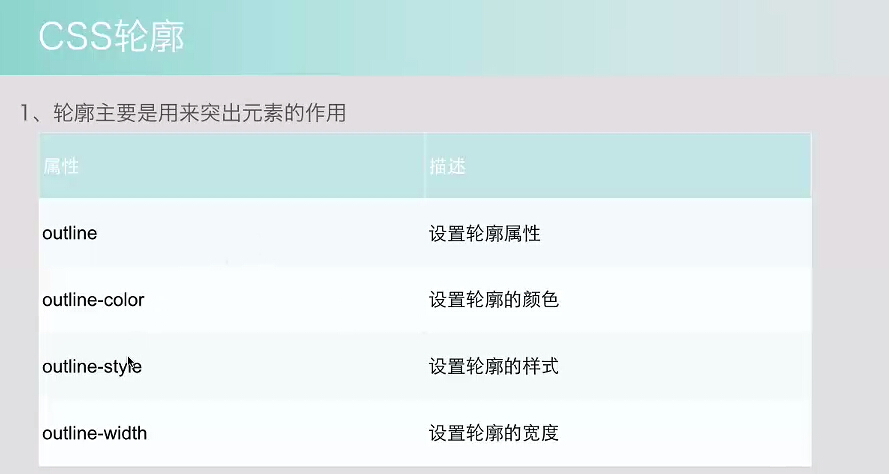 CSS轮廓
1、轮廓主要是用来突出元素的作用
属性 描述
outline 设置轮廓属性
outline-color 设置轮廓的颜色
outline-style 设置轮廓的样式
outline-width 设置轮廓的宽度